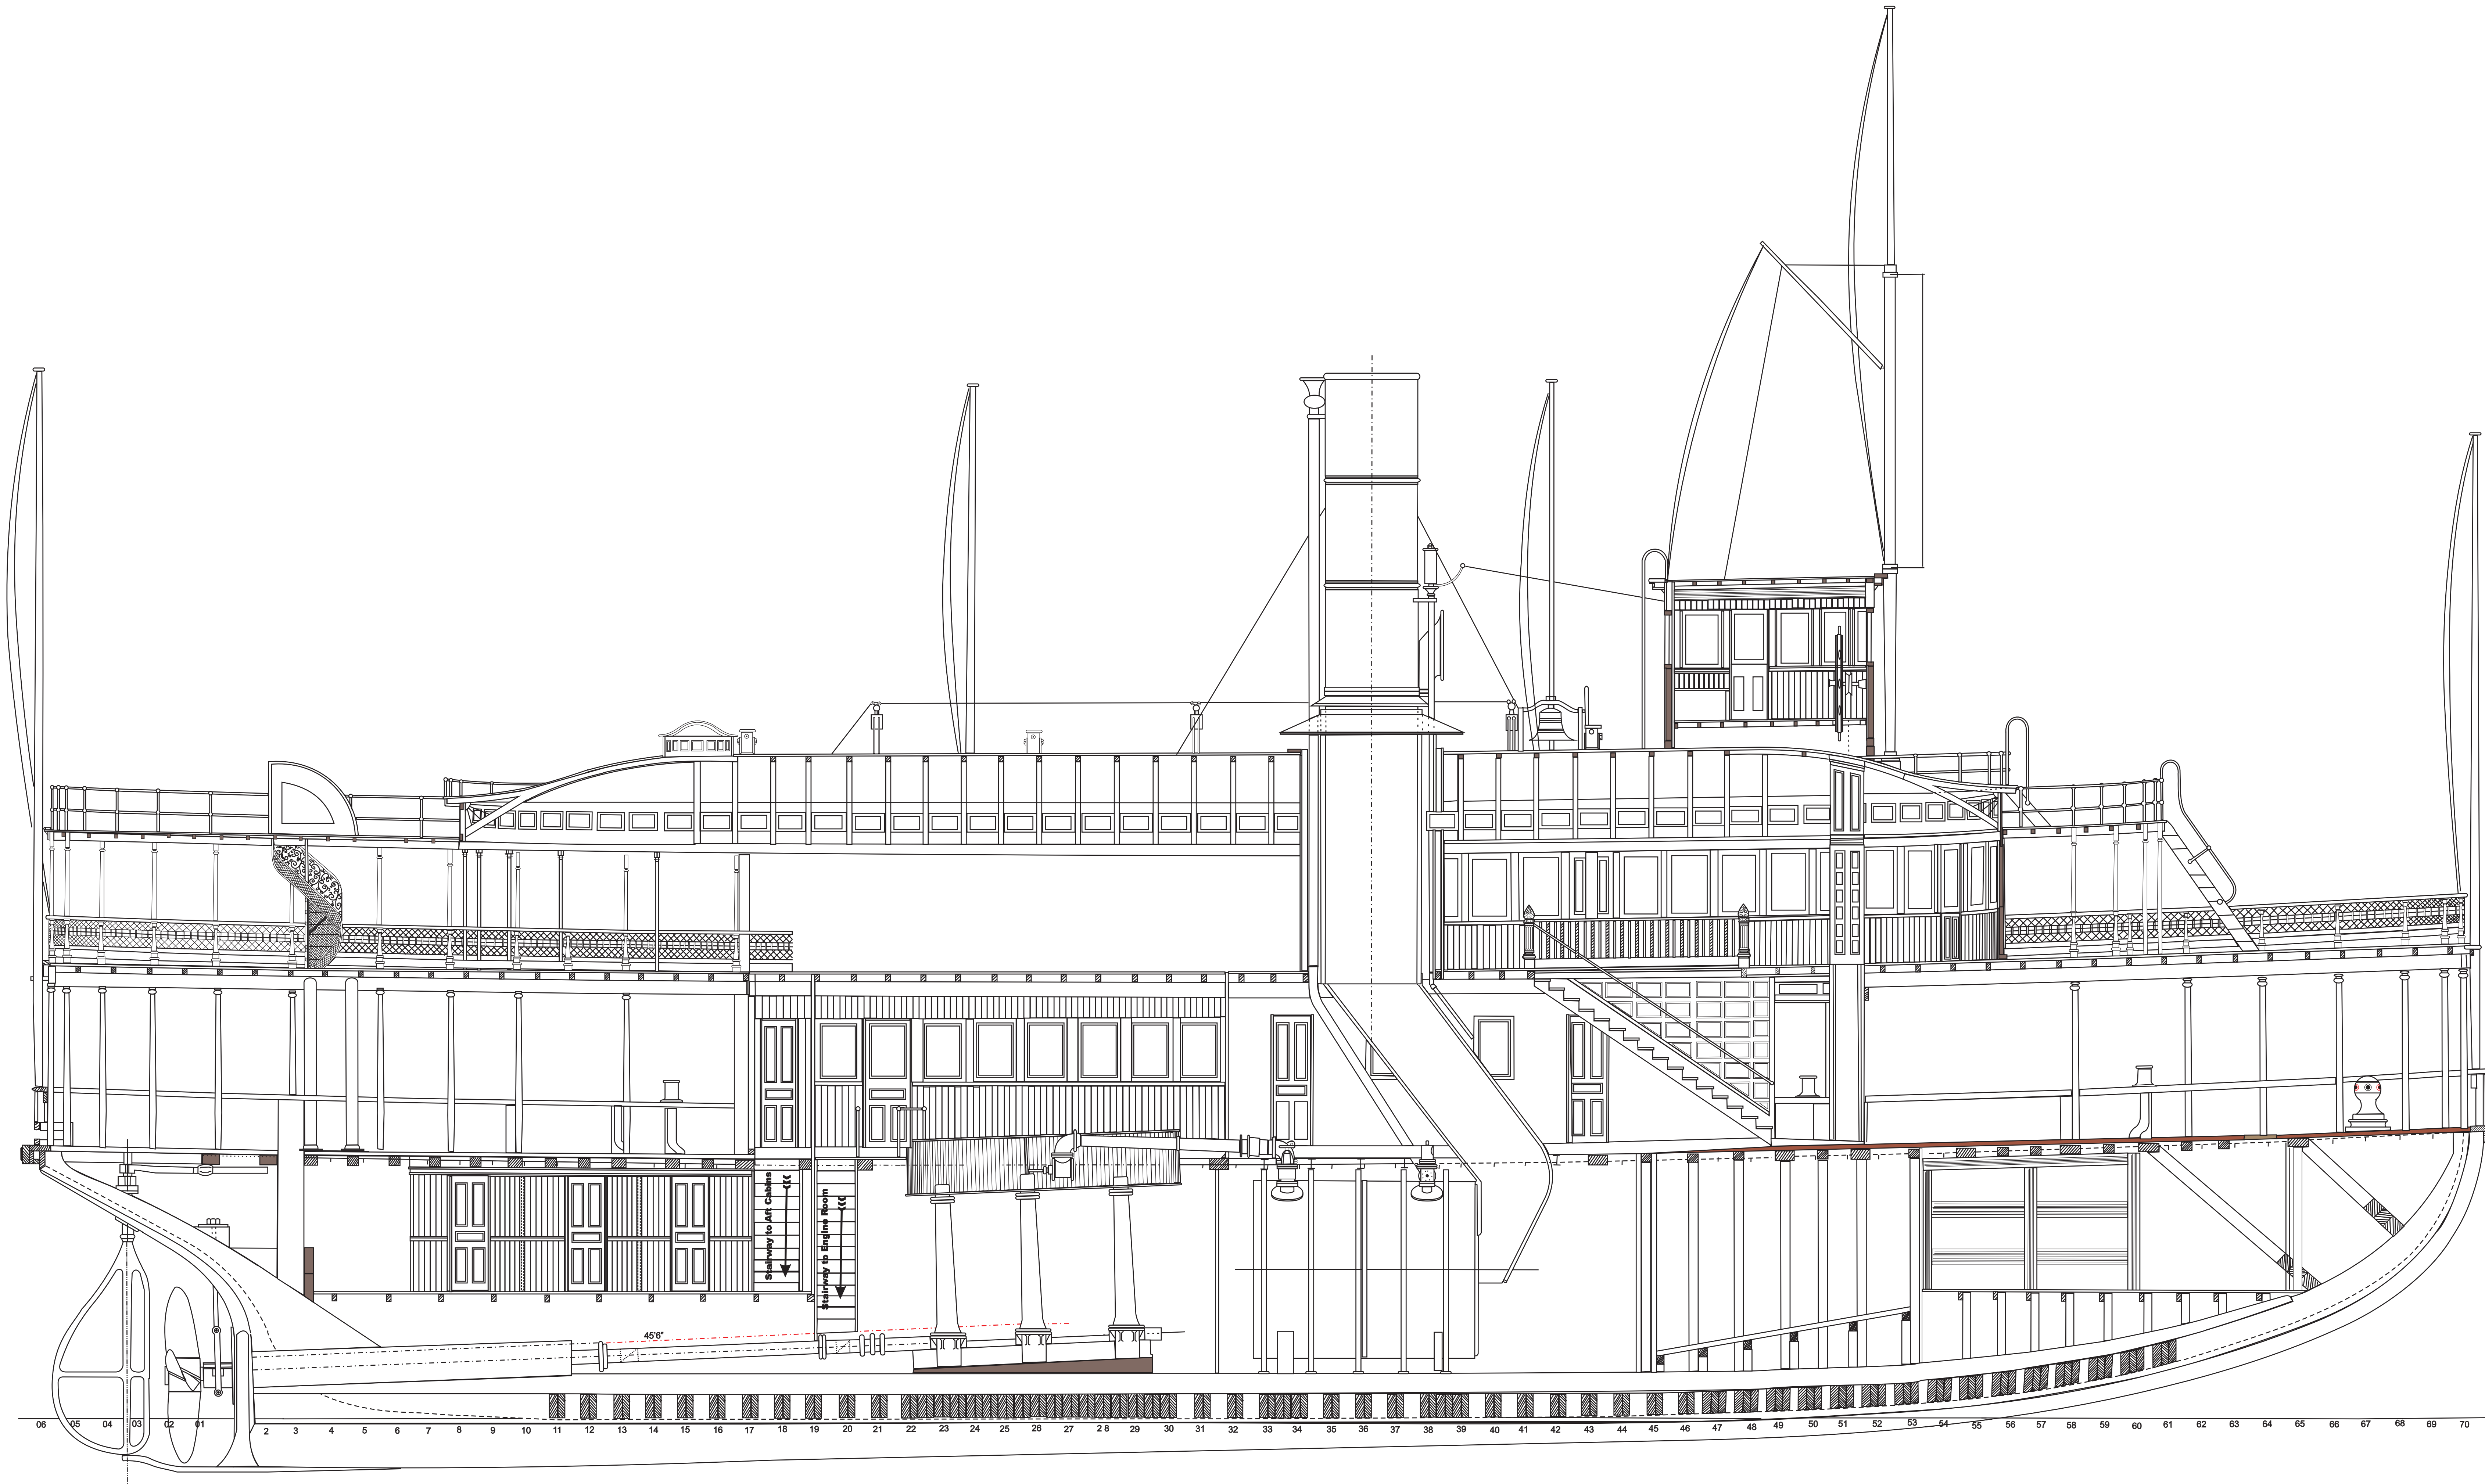 Stairway to Aft Cabins
Stairway to Engine Room
45'6"
06 05 04 03 02 01 2 3 4 5 6 7 8 9 10 11 12 13 14 15 16 17 18 19 20 21 22 23 24 25 26 27 2 8 29 30 31 32 33 34 35 36 37 38 39 40 41 42 43 44 45 46 47 48 49 50 51 52 53 54 55 56 57 58 59 60 61 62 63 64 65 66 67 68 69 70